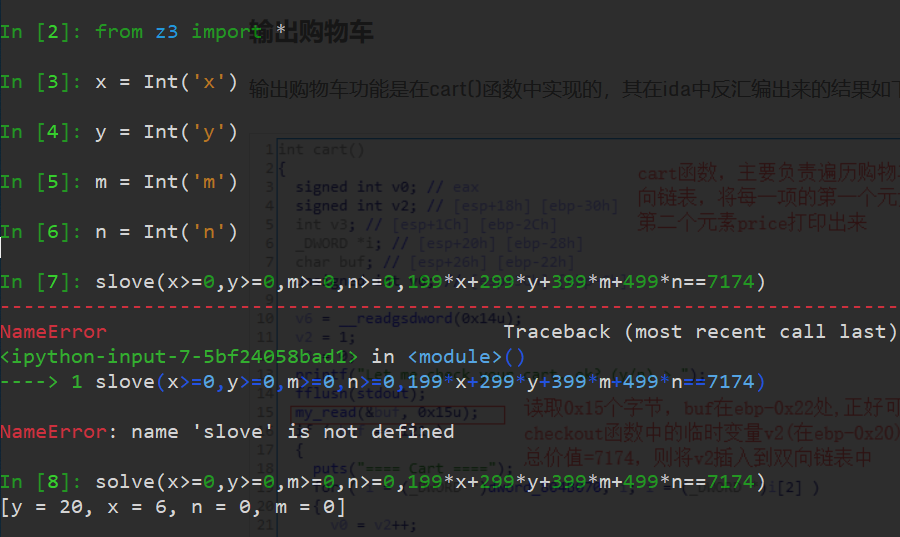 In [2]: from z3 import *
输出购物车
In [3]: x = Int('x')
输出购物车功能是在cart()函数中实现的，其在ida中反汇编出来的结果如下
In [4]: y = Int('y')
1 int cart()
2 {
cart函数，主要负责遍历购物
3 signed int v0; // eax
In [5]: m = Int('m')
4 signed int v2; // [esp+18h] [ebp-30h]
向链表，将每一项的第一个元
5 int v3; // [esp+1Ch] [ebp-2Ch]
第二个元素price打印出来
In [6]: n = Int('n')
6 _DWORD *i; // [esp+20h] [ebp-28h]
7 char buf; // [esp+26h] [ebp-22h]
In [7]: slove(x>=0,y>=0,m>=0,n>=0,199*x+299*y+399*m+499*n==7174)
---------------------------------------------------------------------------
10 v6 = __readgsdword(0x14u);
NameError Traceback (most recent call last)
11 v2 = 1;
<ipython-input-7-5bf24058bad1> in <module>()
----> 1 slove(x>=0,y>=0,m>=0,n>=0,199*x+299*y+399*m+499*n==7174)
fflush(stdout);
15 my_read(&buf, 0x15u);
读取0x15个字节，buf在ebp-0x22处,正好可
NameError: name 'slove' is not defined
checkout函数中的临时变量v2(在ebp-0x20)
17 {
总价值=7174，则将v2插入到双向链表中
18 puts("==== Cart ====");
In [8]: solve(x>=0,y>=0,m>=0,n>=0,199*x+299*y+399*m+499*n==7174)
[y = 20, x = 6, n = 0, m = 0]
20 {
21 v0 = v2++;